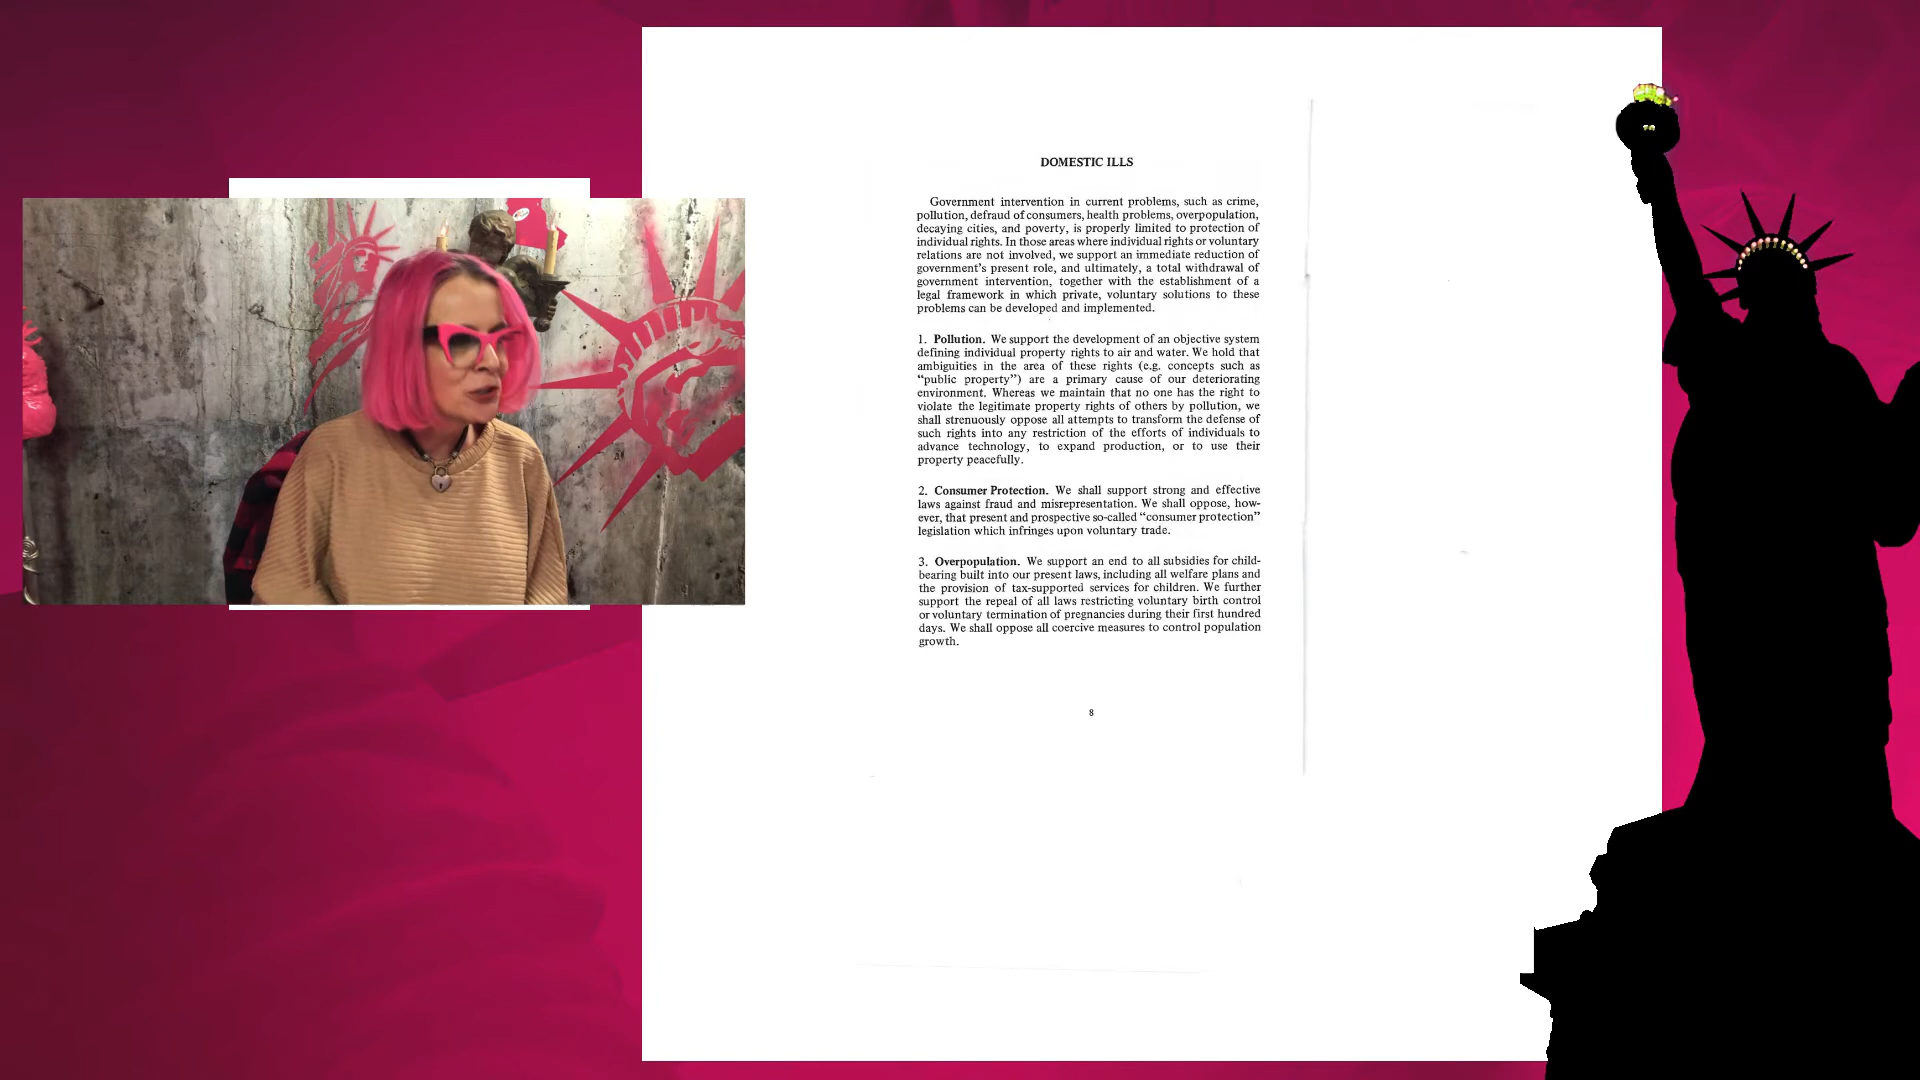 DOMESTIC ILLS
Government intervention in current problems, such as crime,
pollution, defraud of consumers, health problems, overpopulation,
decaying cities, and poverty, is properly limited to protection of
individual rights. In those areas where individual rights or voluntary
relations are not involved, we support an immediate reduction of
government's present role, and ultimately, a total withdrawal of
government intervention, together with the establishment of a
legal framework in which private, voluntary solutions to these
problems can be developed and implemented.
1. Pollution. We support the development of an objective system
defining individual property rights to air and water. We hold that
ambiguities in the area of these rights (e.g. concepts such as
“public property”) are a primary cause of our deteriorating
environment. Whereas we maintain that no one has the right to
violate the legitimate property rights of others by pollution, we
shall strenuously oppose all attempts to transform the defense of
such rights into any restriction of the efforts of individuals to
advance technology, to expand production, or to use their
property peacefully.
2. Consumer Protection. We shall support strong and effective
laws against fraud and misrepresentation. We shall oppose, how-
ever, that present and prospective so-called “consumer protection”
legislation which infringes upon voluntary trade.
3. Overpopulation. We support an end to all subsidies for child-
bearing built into our present laws, including all welfare plans and
the provision of tax-supported services for children. We further
support the repeal of all laws restricting voluntary birth control
or voluntary termination of pregnancies during their first hundred
days. We shall oppose all coercive measures to control population
growth.
8